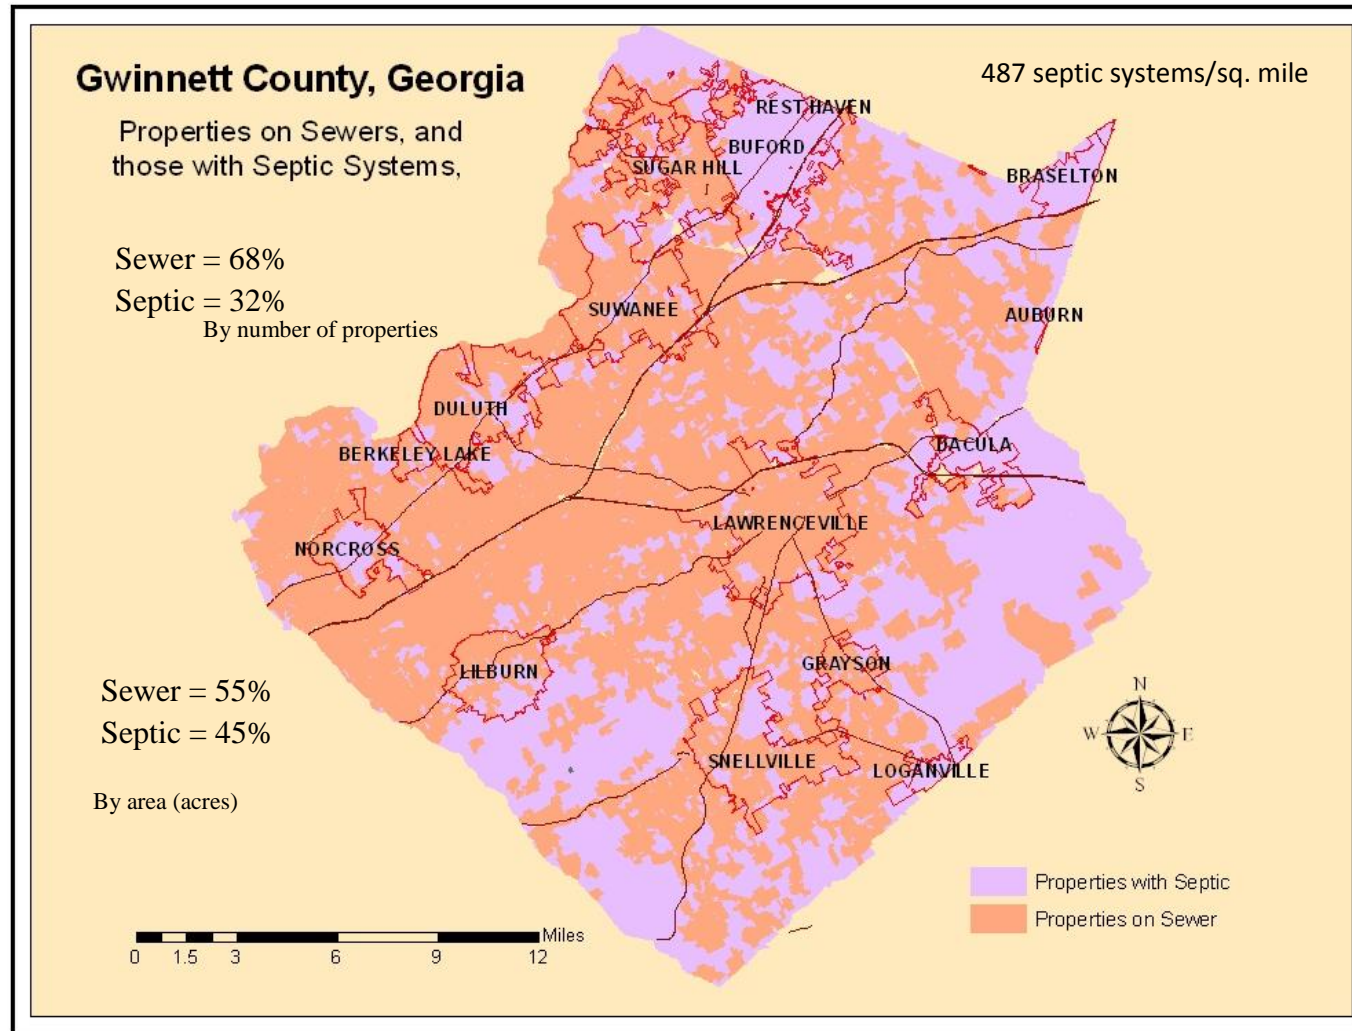 Gwinnett County, Georgia
487 septic systems/sq. mile
Properties on Sewers, and
those with Septic Systems,
Sewer = 68%
Septic = 32%
By number of properties
REST HAVEN
BUFORD
SUGAR HILL
BRASELTON
SUWANEE
AUBURN
DULUTH
BERKELEY LAKE
DACULA
LAWRENCEVILLE
NORCROSS
LILBURN
GRAYSON
SNELLVILLE
LOGANVILLE
Sewer = 55%
Septic = 45%
By area (acres)
N
W E
S
Properties with Septic
Properties on Sewer
Miles
0 1.5 3 6 9 12